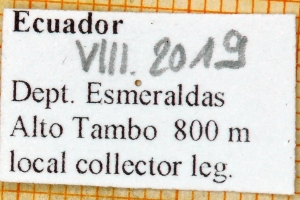 Ecuador
VIII. 2019
Dept. Esmeraldas
Alto Tambo 800 m
local collector leg.